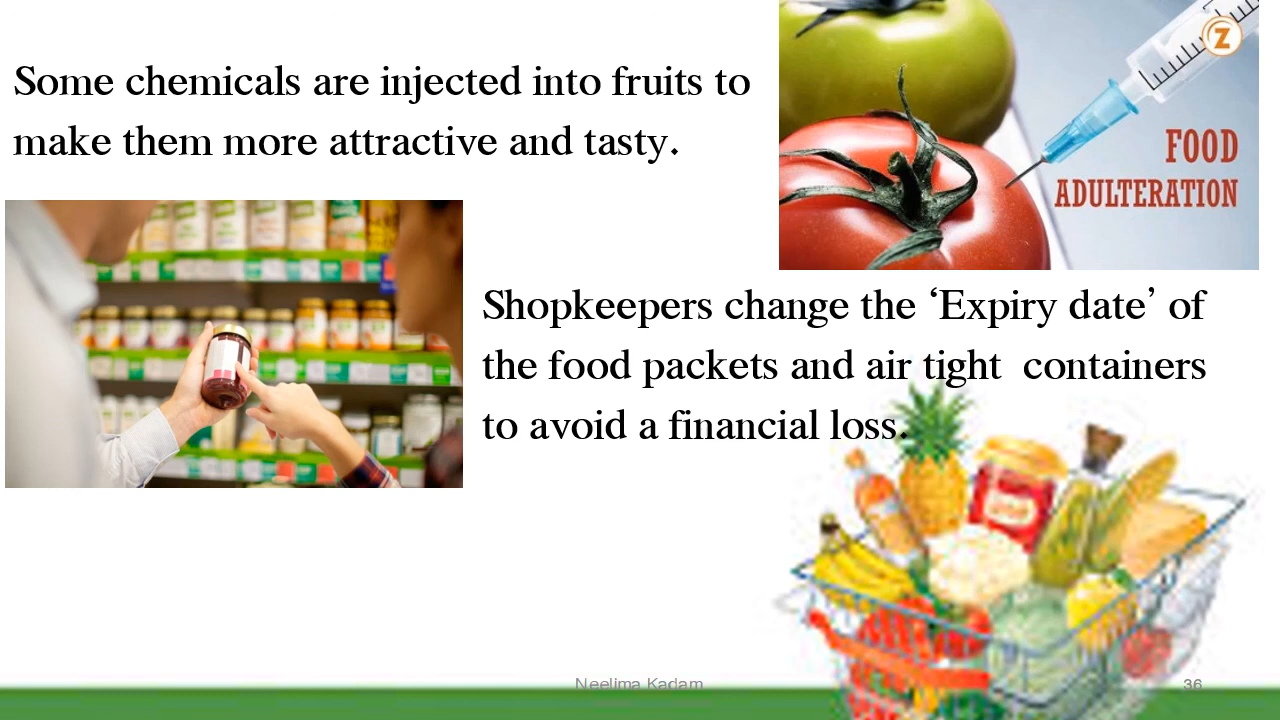 Some chemicals are injected into fruits to
make them more attractive and tasty.
Z
FOOD
ADULTERATION
Shopkeepers change the ‘Expiry date’ of
the food packets and air tight  containers
to avoid a financial loss.
Neelima Kadam
36